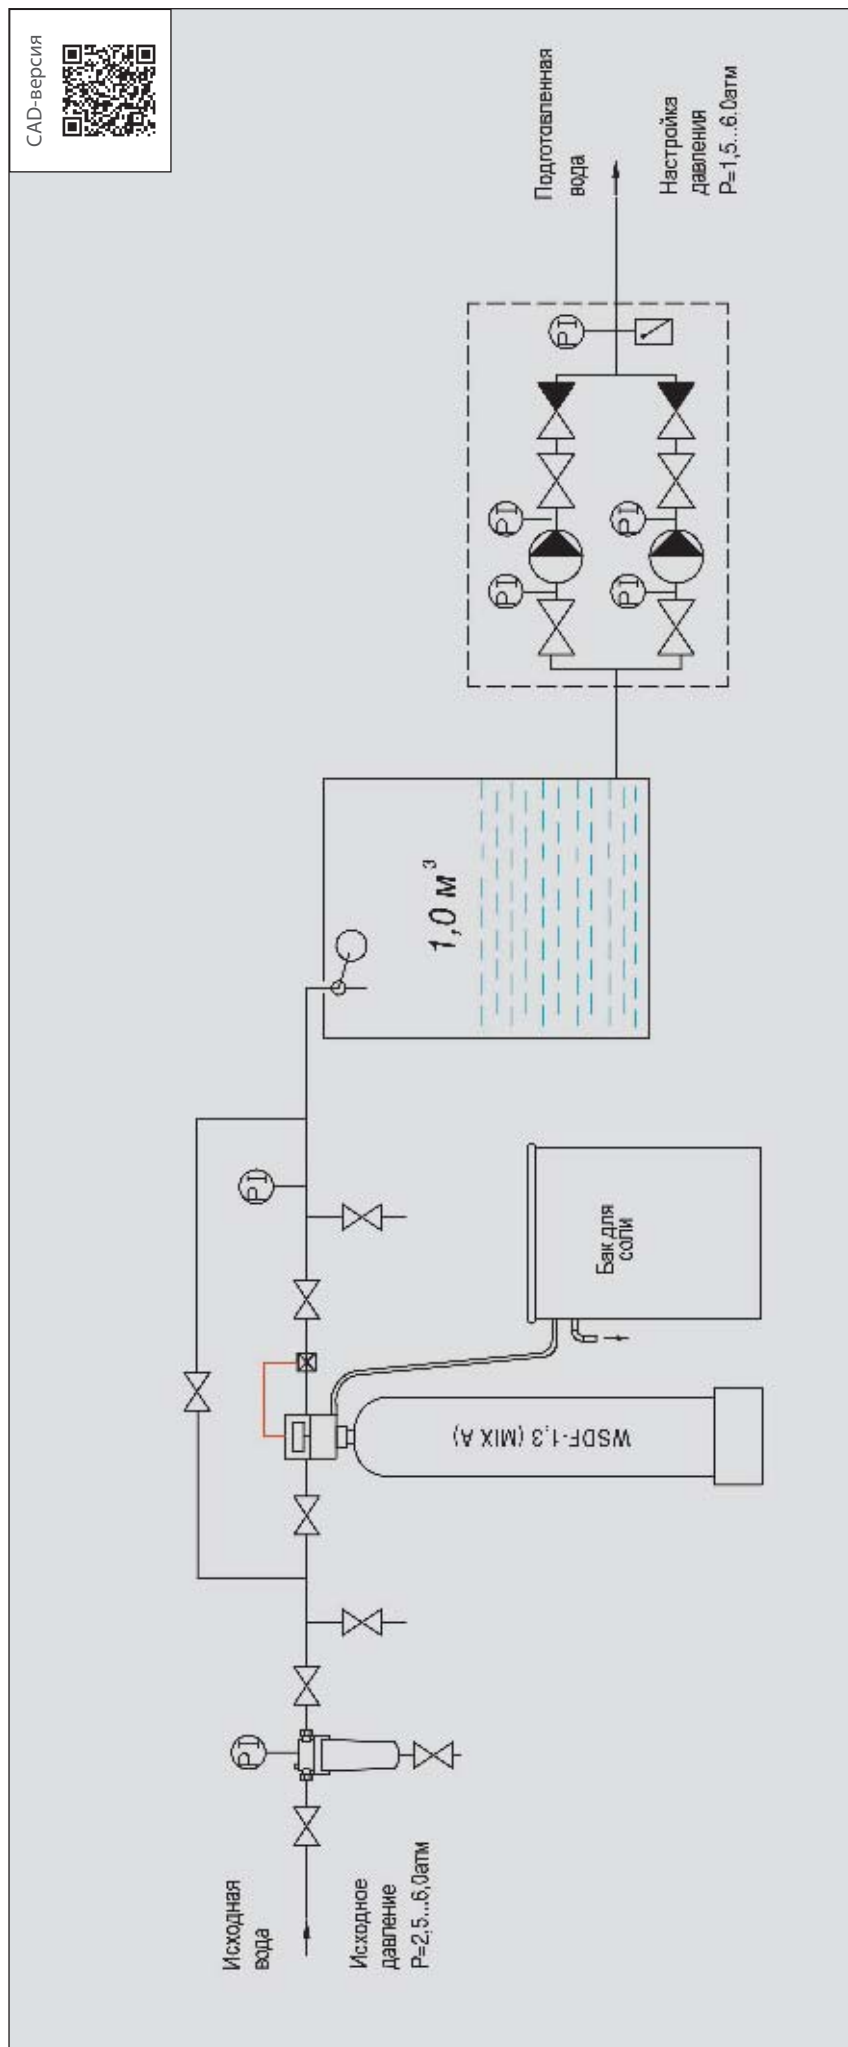 CAD-версия
Исходная
вода
Исходное
давление
P=2,5...6,0атм
PI
WSDF-1,3 (MIX A)
Бак для
соли
PI
1,0 м³
PI
PI
PI
PI
PI
Подготовленная
вода
Настройка
давления
P=1,5...6.0атм